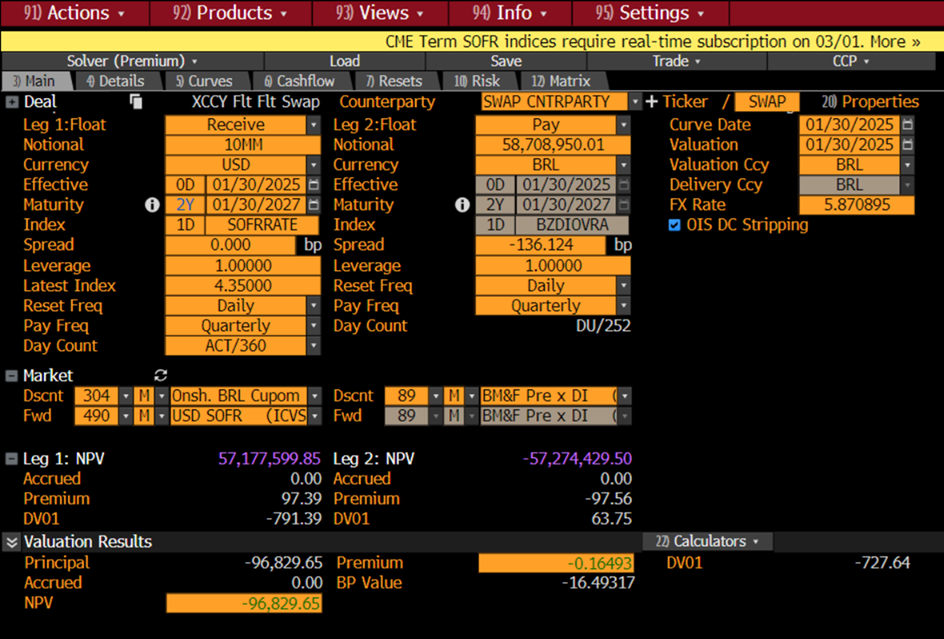 91) Actions 92) Products 93) Views 94) Info 95) Settings
CME Term SOFR indices require real-time subscription on 03/01. More »
Solver (Premium) Load Save Trade CCP
3) Main 4) Details 5) Curves 6) Cashflow 7) Resets 10) Risk 12) Matrix
Deal XCCY Flt Flt Swap Counterparty SWAP CNTRPARTY + Ticker / SWAP 20) Properties
Leg 1:Float Receive Leg 2:Float Pay Curve Date 01/30/2025
Notional 10MM Notional 58,708,950.01 Valuation 01/30/2025
Currency USD Currency BRL Valuation Ccy BRL
Effective 0D 01/30/2025 Effective 0D 01/30/2025 Delivery Ccy BRL
Maturity 2Y 01/30/2027 Maturity 2Y 01/30/2027 FX Rate 5.870895
Index 1D SOFRRATE Index 1D BZDIOVRA OIS DC Stripping
Spread 0.000 bp Spread -136.124 bp
Leverage 1.00000 Leverage 1.00000
Latest Index 4.35000 Reset Freq Daily
Reset Freq Daily Pay Freq Quarterly
Pay Freq Quarterly Day Count DU/252
Day Count ACT/360
Market
Dscnt 304 M Onsh. BRL Cupom Dscnt 89 M BM&F Pre x DI (
Fwd 490 M USD SOFR (ICVS Fwd 89 M BM&F Pre x DI (
Leg 1: NPV 57,177,599.85 Leg 2: NPV -57,274,429.50
Accrued 0.00 Accrued 0.00
Premium 97.39 Premium -97.56
DV01 -791.39 DV01 63.75
Valuation Results 22) Calculators
Principal -96,829.65 Premium -0.16493 DV01 -727.64
Accrued 0.00 BP Value -16.49317
NPV -96,829.65